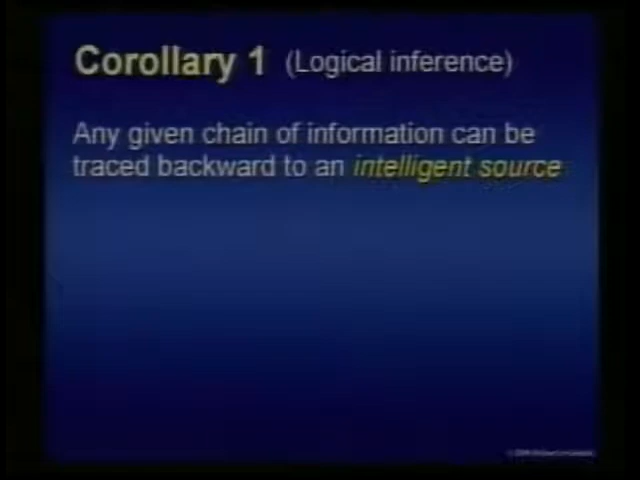 Corollary 1 (Logical inference)
Any given chain of information can be
traced backward to an intelligent source